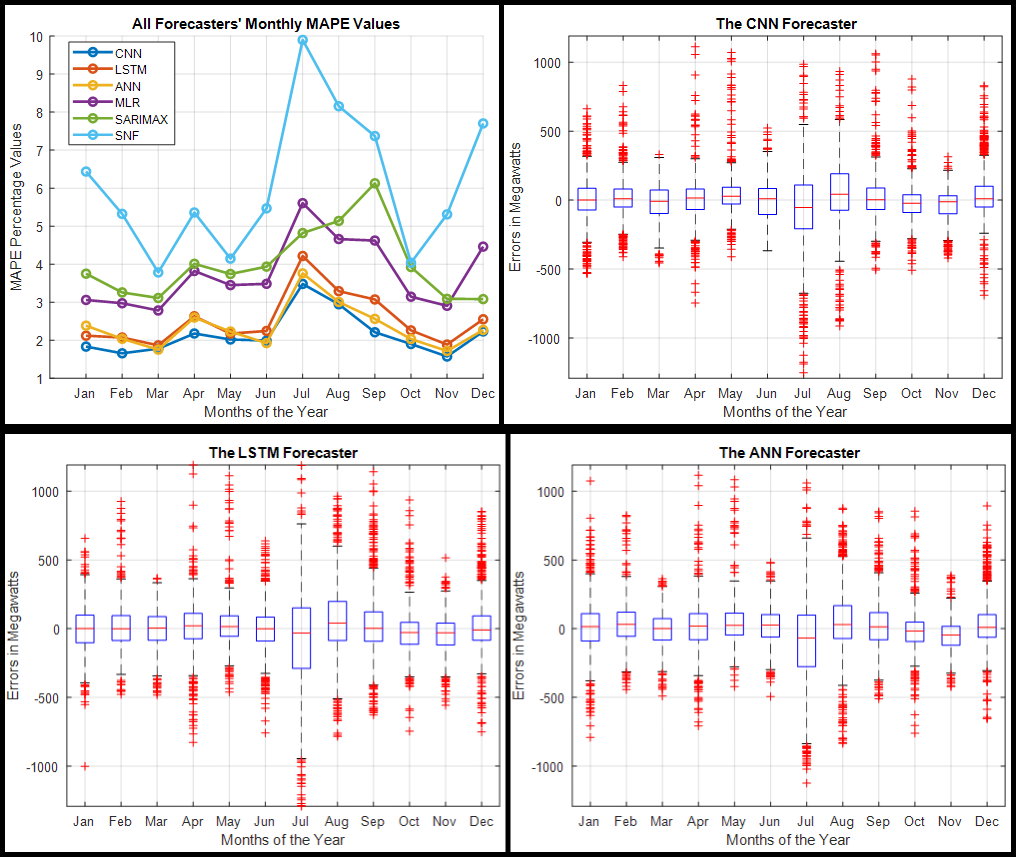 All Forecasters' Monthly MAPE Values
MAPE Percentage Values
10
9
8
7
6
5
4
3
2
1
CNN
LSTM
ANN
MLR
SARIMAX
SNF
Jan Feb Mar Apr May Jun Jul Aug Sep Oct Nov Dec
Months of the Year
The CNN Forecaster
Errors in Megawatts
1000
500
0
-500
-1000
Jan Feb Mar Apr May Jun Jul Aug Sep Oct Nov Dec
Months of the Year
The LSTM Forecaster
Errors in Megawatts
1000
500
0
-500
-1000
Jan Feb Mar Apr May Jun Jul Aug Sep Oct Nov Dec
Months of the Year
The ANN Forecaster
Errors in Megawatts
1000
500
0
-500
-1000
Jan Feb Mar Apr May Jun Jul Aug Sep Oct Nov Dec
Months of the Year